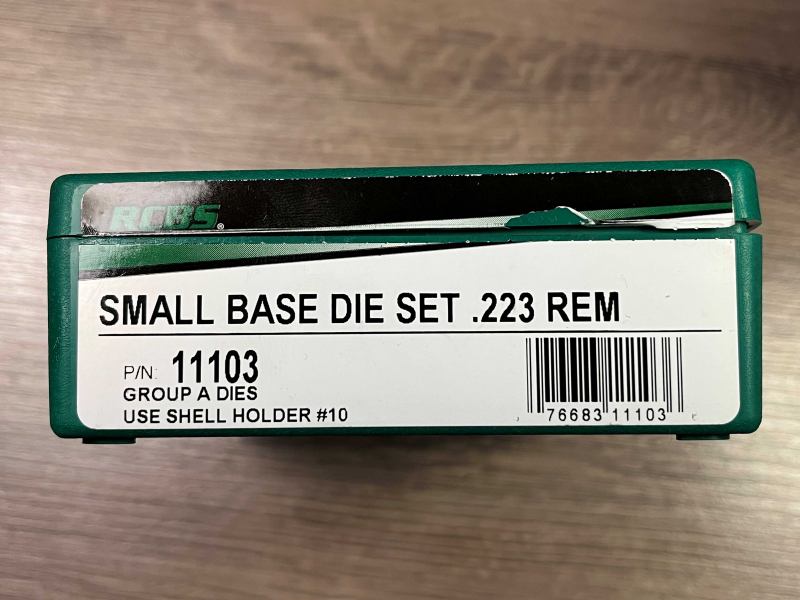 RCBS®
SMALL BASE DIE SET .223 REM
P/N: 11103
GROUP A DIES
USE SHELL HOLDER #10
76683 11103